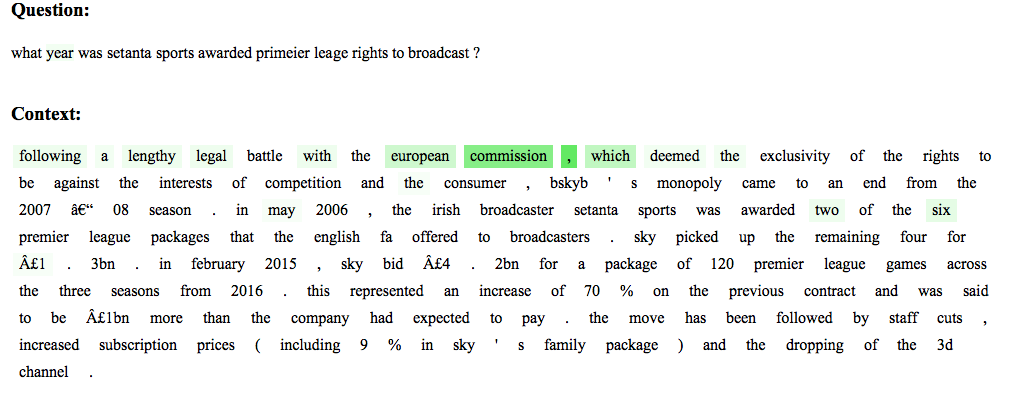 Question:
what year was setanta sports awarded primeier leage rights to broadcast ?
Context:
following a lengthy legal battle with the european commission , which deemed the exclusivity of the rights to
be against the interests of competition and the consumer , bskyb ' s monopoly came to an end from the
2007 â€“ 08 season . in may 2006 , the irish broadcaster setanta sports was awarded two of the six
premier league packages that the english fa offered to broadcasters . sky picked up the remaining four for
Â£1 . 3bn . in february 2015 , sky bid Â£4 . 2bn for a package of 120 premier league games across
the three seasons from 2016 . this represented an increase of 70 % on the previous contract and was said
to be Â£1bn more than the company had expected to pay . the move has been followed by staff cuts ,
increased subscription prices ( including 9 % in sky ' s family package ) and the dropping of the 3d
channel .